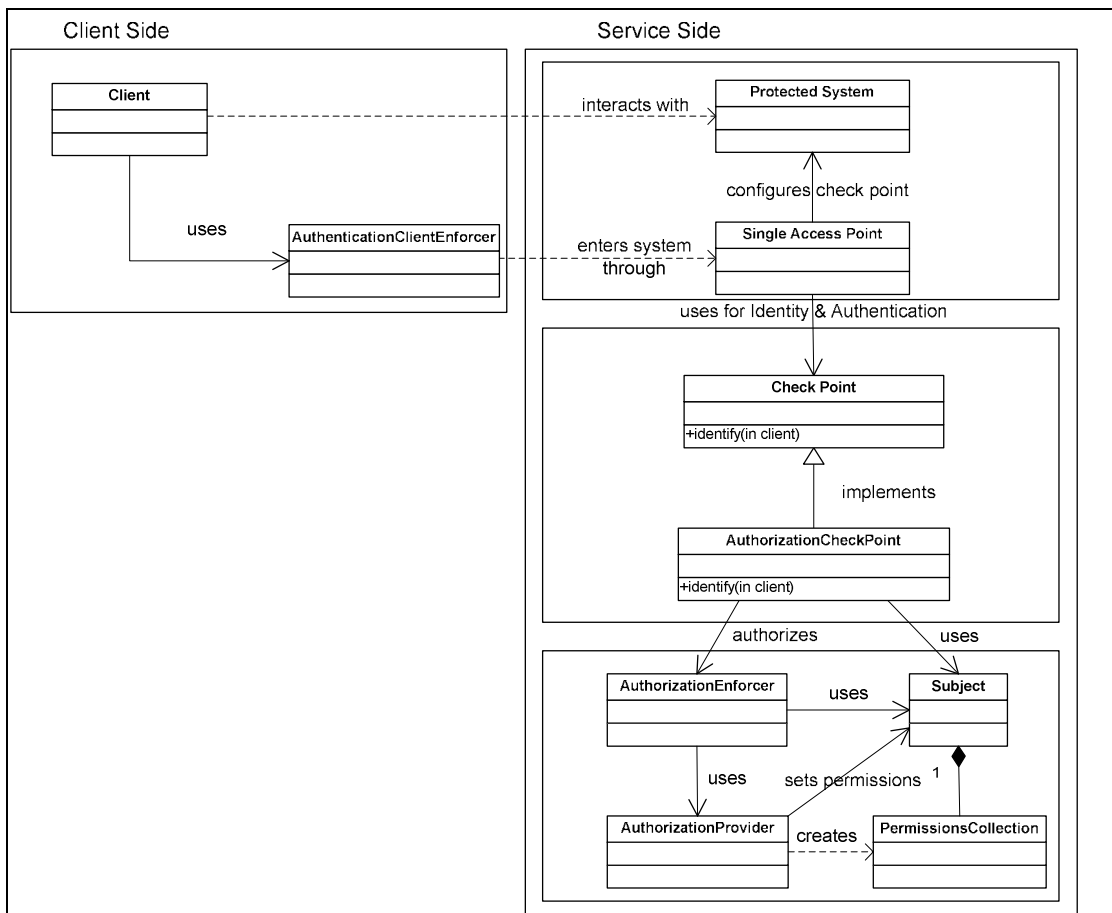 Client Side
Service Side
Client
Protected System
interacts with
configures check point
uses
AuthenticationClientEnforcer
enters system
through
Single Access Point
uses for Identity & Authentication
Check Point
+identify(in client)
implements
AuthorizationCheckPoint
+identify(in client)
authorizes
uses
AuthorizationEnforcer
Subject
uses
uses
sets permissions
1
AuthorizationProvider
creates
PermissionsCollection